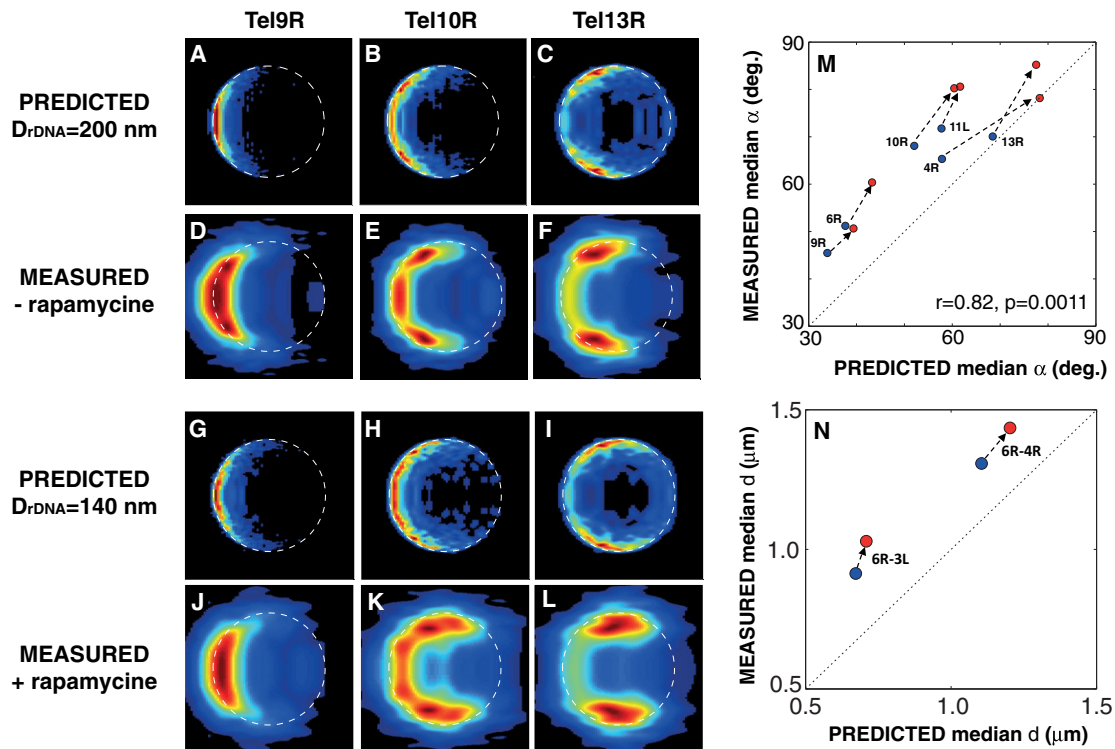 Tel9R Tel10R Tel13R
A B C
PREDICTED
DrDNA=200 nm
D E F
MEASURED
- rapamycine
G H I
PREDICTED
DrDNA=140 nm
J K L
MEASURED
+ rapamycine
M
90
60
30
MEASURED median α (deg.)
10R
11L
4R
13R
6R
9R
r=0.82, p=0.0011
30 60 90
PREDICTED median α (deg.)
N
1.5
1.0
0.5
MEASURED median d (μm)
6R-4R
6R-3L
0.5 1.0 1.5
PREDICTED median d (μm)